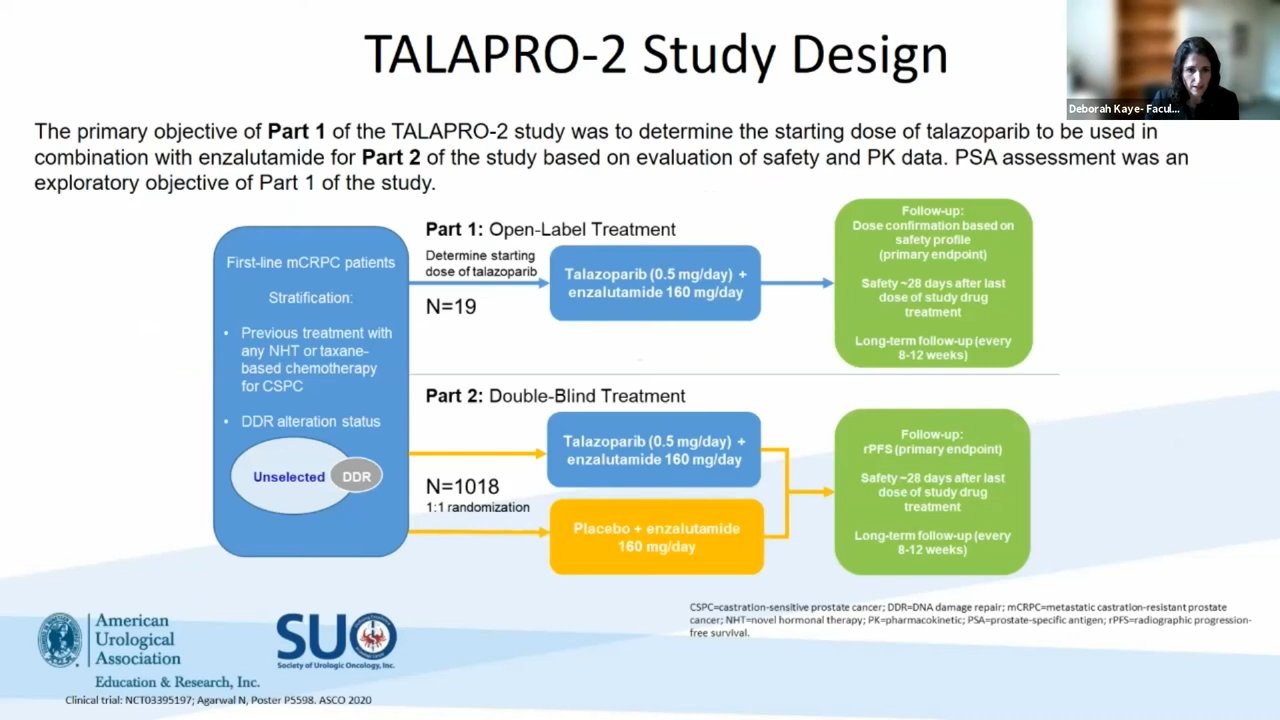 TALAPRO-2 Study Design
Deborah Kaye- Facul...
The primary objective of Part 1 of the TALAPRO-2 study was to determine the starting dose of talazoparib to be used in
combination with enzalutamide for Part 2 of the study based on evaluation of safety and PK data. PSA assessment was an
exploratory objective of Part 1 of the study.
First-line mCRPC patients
Stratification:
• Previous treatment with
any NHT or taxane-
based chemotherapy
for CSPC
• DDR alteration status
Unselected
DDR
Part 1: Open-Label Treatment
Determine starting
dose of talazoparib
N=19
Talazoparib (0.5 mg/day) +
enzalutamide 160 mg/day
Follow-up:
Dose confirmation based on
safety profile
(primary endpoint)
Safety ~28 days after last
dose of study drug
treatment
Long-term follow-up (every
8-12 weeks)
Part 2: Double-Blind Treatment
N=1018
1:1 randomization
Talazoparib (0.5 mg/day) +
enzalutamide 160 mg/day
Placebo + enzalutamide
160 mg/day
Follow-up:
rPFS (primary endpoint)
Safety ~28 days after last
dose of study drug
treatment
Long-term follow-up (every
8-12 weeks)
CSPC=castration-sensitive prostate cancer; DDR=DNA damage repair; mCRPC=metastatic castration-resistant prostate
cancer; NHT=novel hormonal therapy; PK=pharmacokinetic; PSA=prostate-specific antigen; rPFS=radiographic progression-
free survival.
American
Urological
Association
Education & Research, Inc.
SUO
Society of Urologic Oncology, Inc.
Clinical trial: NCT03395197; Agarwal N, Poster P5598. ASCO 2020